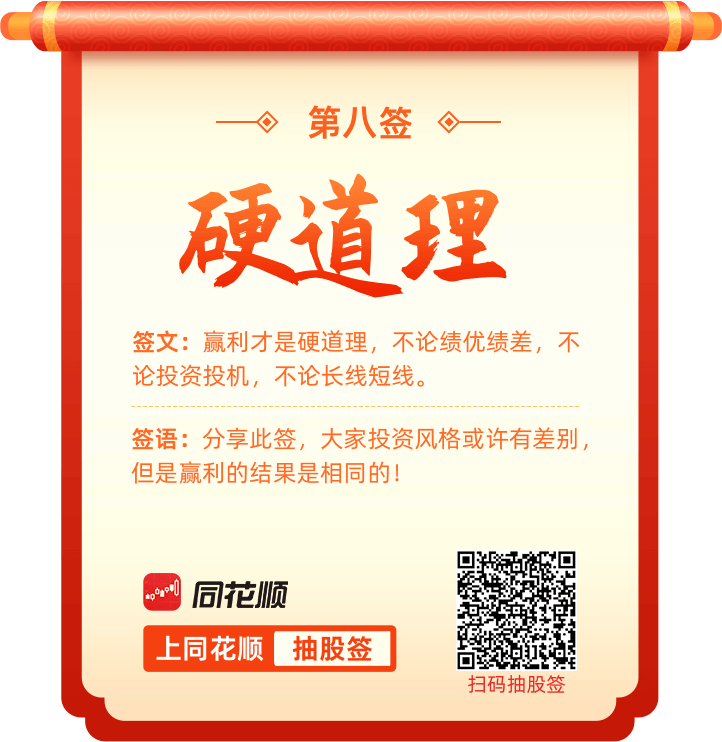 第八签
硬道理
签文：赢利才是硬道理，不论绩优绩差，不
论投资投机，不论长线短线。
签语：分享此签，大家投资风格或许有差别，
但是赢利的结果是相同的！
同花顺
上同花顺 抽股签
扫码抽股签